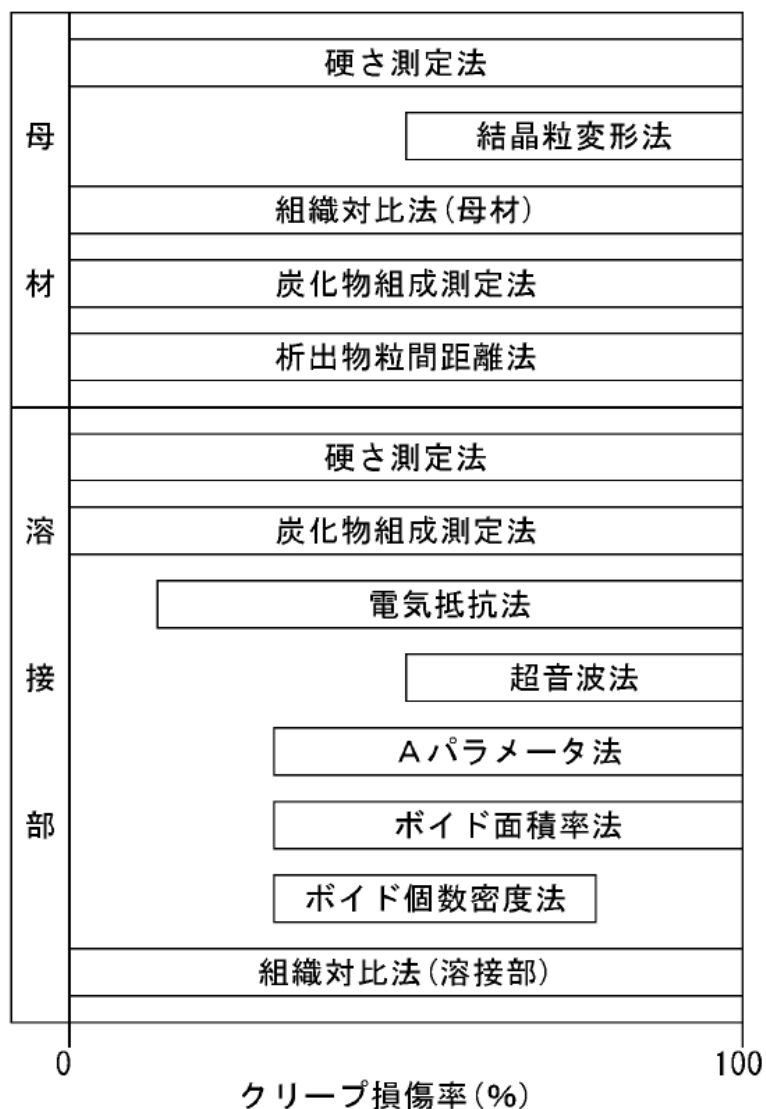 母材
硬さ測定法
結晶粒変形法
組織対比法(母材)
炭化物組成測定法
析出物粒間距離法
溶接部
硬さ測定法
炭化物組成測定法
電気抵抗法
超音波法
Aパラメータ法
ボイド面積率法
ボイド個数密度法
組織対比法(溶接部)
0
100
クリープ損傷率(%)